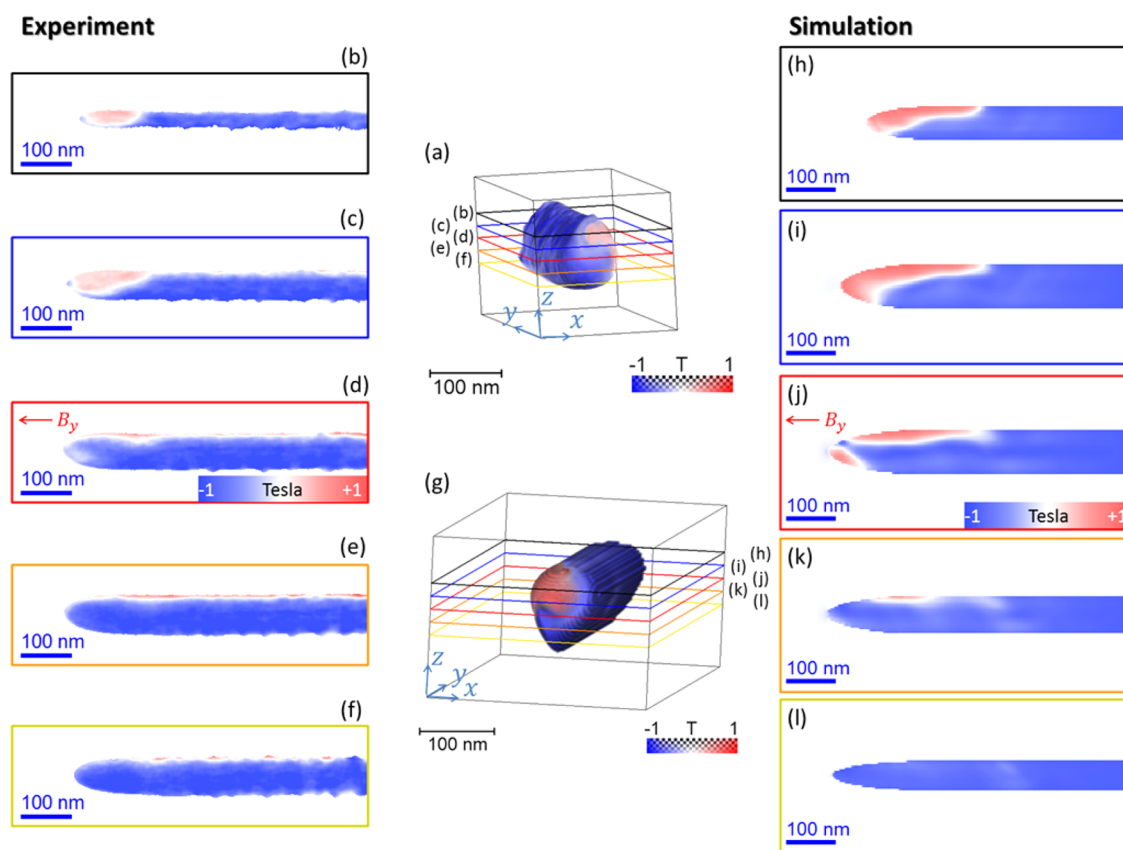 Experiment
Simulation
(b)
100 nm
(c)
100 nm
(d)
B_y
100 nm
-1 Tesla +1
(e)
100 nm
(f)
100 nm
(a)
(b)
(c)
(d)
(e)
(f)
z
y
x
-1 T 1
100 nm
(g)
(h)
(i)
(j)
(k)
(l)
z
y
x
-1 T 1
100 nm
(h)
100 nm
(i)
100 nm
(j)
B_y
100 nm
-1 Tesla +1
(k)
100 nm
(l)
100 nm